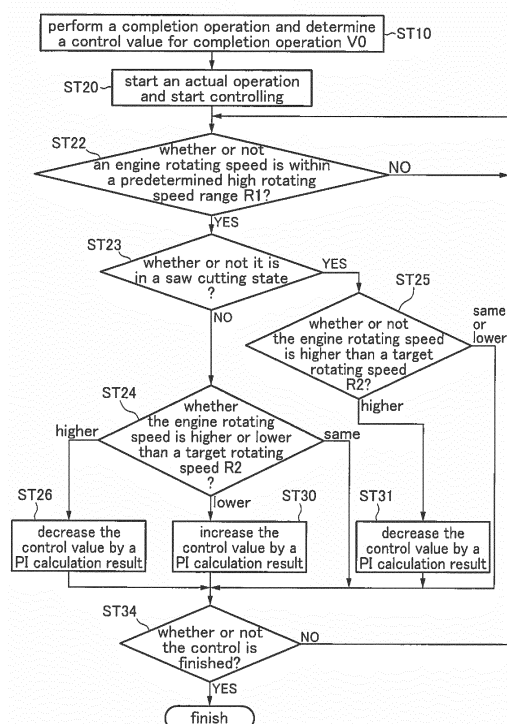 perform a completion operation and determine
a control value for completion operation V0
ST10
ST20
start an actual operation
and start controlling
ST22
whether or not
an engine rotating speed is within
a predetermined high rotating
speed range R1?
NO
YES
ST23
whether or not it is
in a saw cutting state
?
YES
NO
ST25
whether or not
the engine rotating speed
is higher than a target
rotating speed
R2?
same
or
lower
higher
ST24
whether
the engine rotating
speed is higher or lower
than a target rotating
speed R2
?
higher
same
lower
ST26
decrease the
control value by a
PI calculation result
ST30
increase the
control value by a
PI calculation result
ST31
decrease the
control value by a
PI calculation result
ST34
whether or not
the control is
finished?
NO
YES
finish